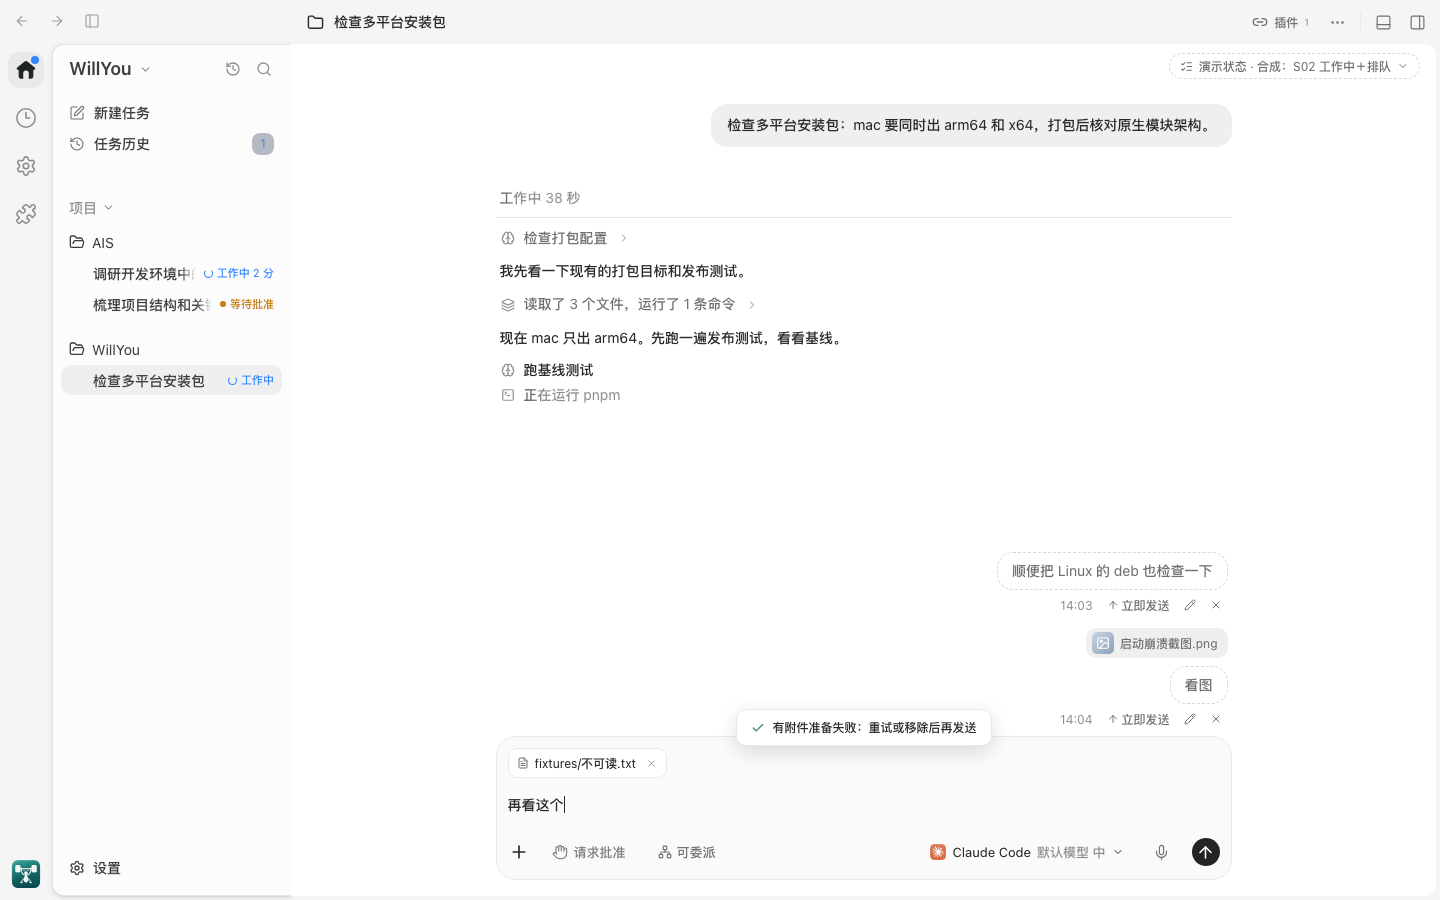 检查多平台安装包
插件 1
WillYou
演示状态 · 合成：S02 工作中+排队
新建任务
任务历史 1
项目
AIS
调研开发环境中 工作中 2 分
梳理项目结构和关 等待批准
WillYou
检查多平台安装包 工作中
设置
检查多平台安装包：mac 要同时出 arm64 和 x64，打包后核对原生模块架构。
工作中 38 秒
检查打包配置
我先看一下现有的打包目标和发布测试。
读取了 3 个文件，运行了 1 条命令
现在 mac 只出 arm64。先跑一遍发布测试，看看基线。
跑基线测试
正在运行 pnpm
顺便把 Linux 的 deb 也检查一下
14:03 立即发送
启动崩溃截图.png
看图
14:04 立即发送
有附件准备失败：重试或移除后再发送
fixtures/不可读.txt
再看这个
请求批准 可委派 Claude Code 默认模型 中